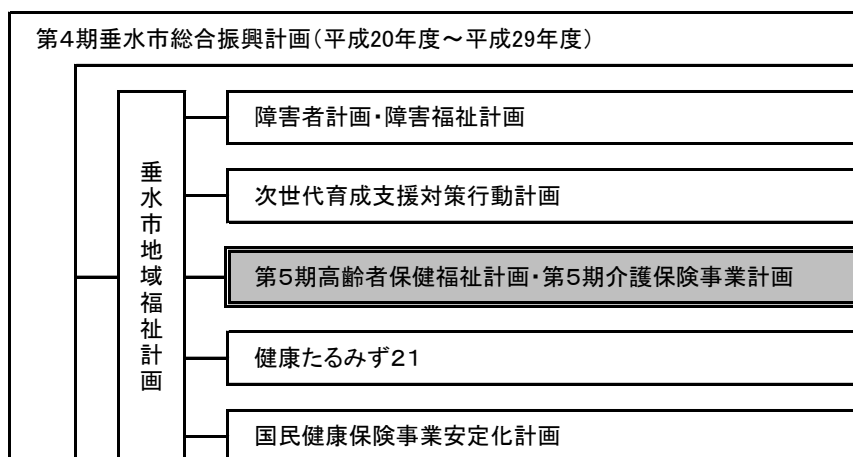 第4期垂水市総合振興計画(平成20年度～平成29年度)
垂水市地域福祉計画
障害者計画・障害福祉計画
次世代育成支援対策行動計画
第5期高齢者保健福祉計画・第5期介護保険事業計画
健康たるみず21
国民健康保険事業安定化計画